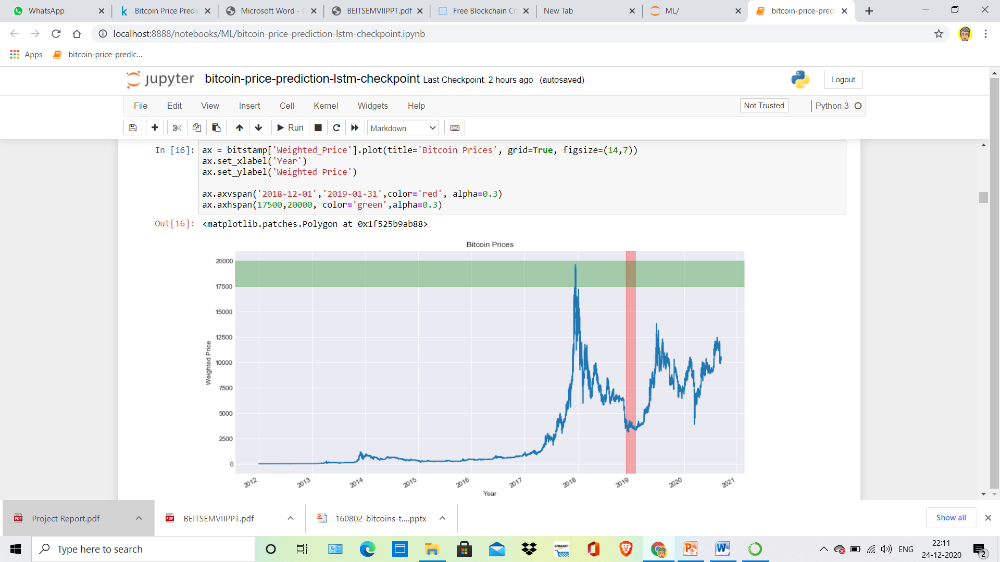 WhatsApp
Bitcoin Price Predic
Microsoft Word - C
BEITSEMVIIPPT.pdf
Free Blockchain Cr
New Tab
ML/
bitcoin-price-predi
localhost:8888/notebooks/ML/bitcoin-price-prediction-lstm-checkpoint.ipynb
Apps
bitcoin-price-predic...
jupyter bitcoin-price-prediction-lstm-checkpoint Last Checkpoint: 2 hours ago (autosaved)
Logout
File Edit View Insert Cell Kernel Widgets Help
Not Trusted
Python 3
Run
Markdown
In [16]: ax = bitstamp['Weighted_Price'].plot(title='Bitcoin Prices', grid=True, figsize=(14,7))
ax.set_xlabel('Year')
ax.set_ylabel('Weighted Price')
ax.axvspan('2018-12-01','2019-01-31',color='red', alpha=0.3)
ax.axhspan(17500,20000, color='green',alpha=0.3)
Out[16]: <matplotlib.patches.Polygon at 0x1f525b9ab88>
Bitcoin Prices
20000
17500
15000
12500
10000
7500
5000
2500
0
Weighted Price
2012 2013 2014 2015 2016 2017 2018 2019 2020 2021
Year
PDF
Project Report.pdf
PDF
BEITSEMVIIPPT.pdf
160802-bitcoins-t....pptx
Show all
Type here to search
amazon
ENG
22:11
24-12-2020
2